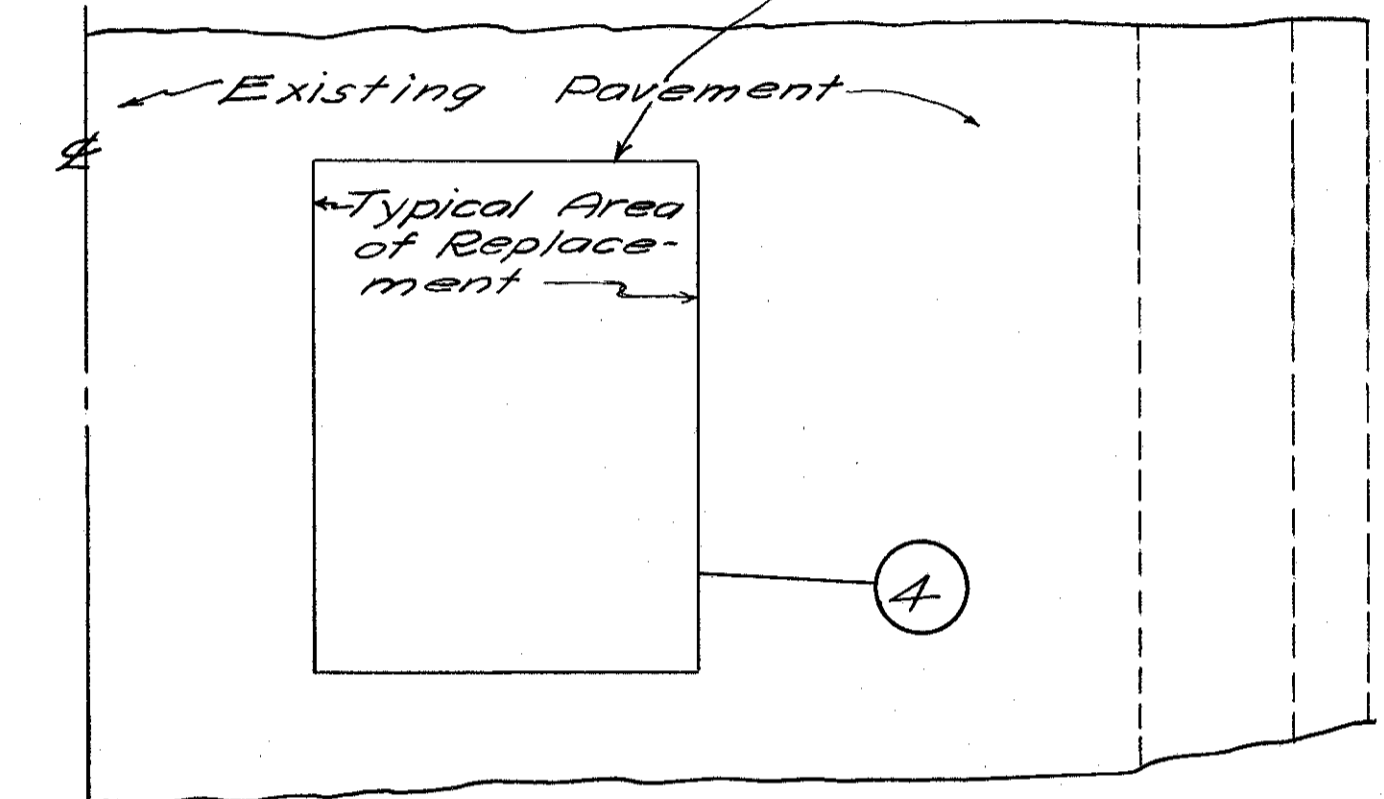 Existing Pavement
℄
Typical Area
of Replace-
ment
4